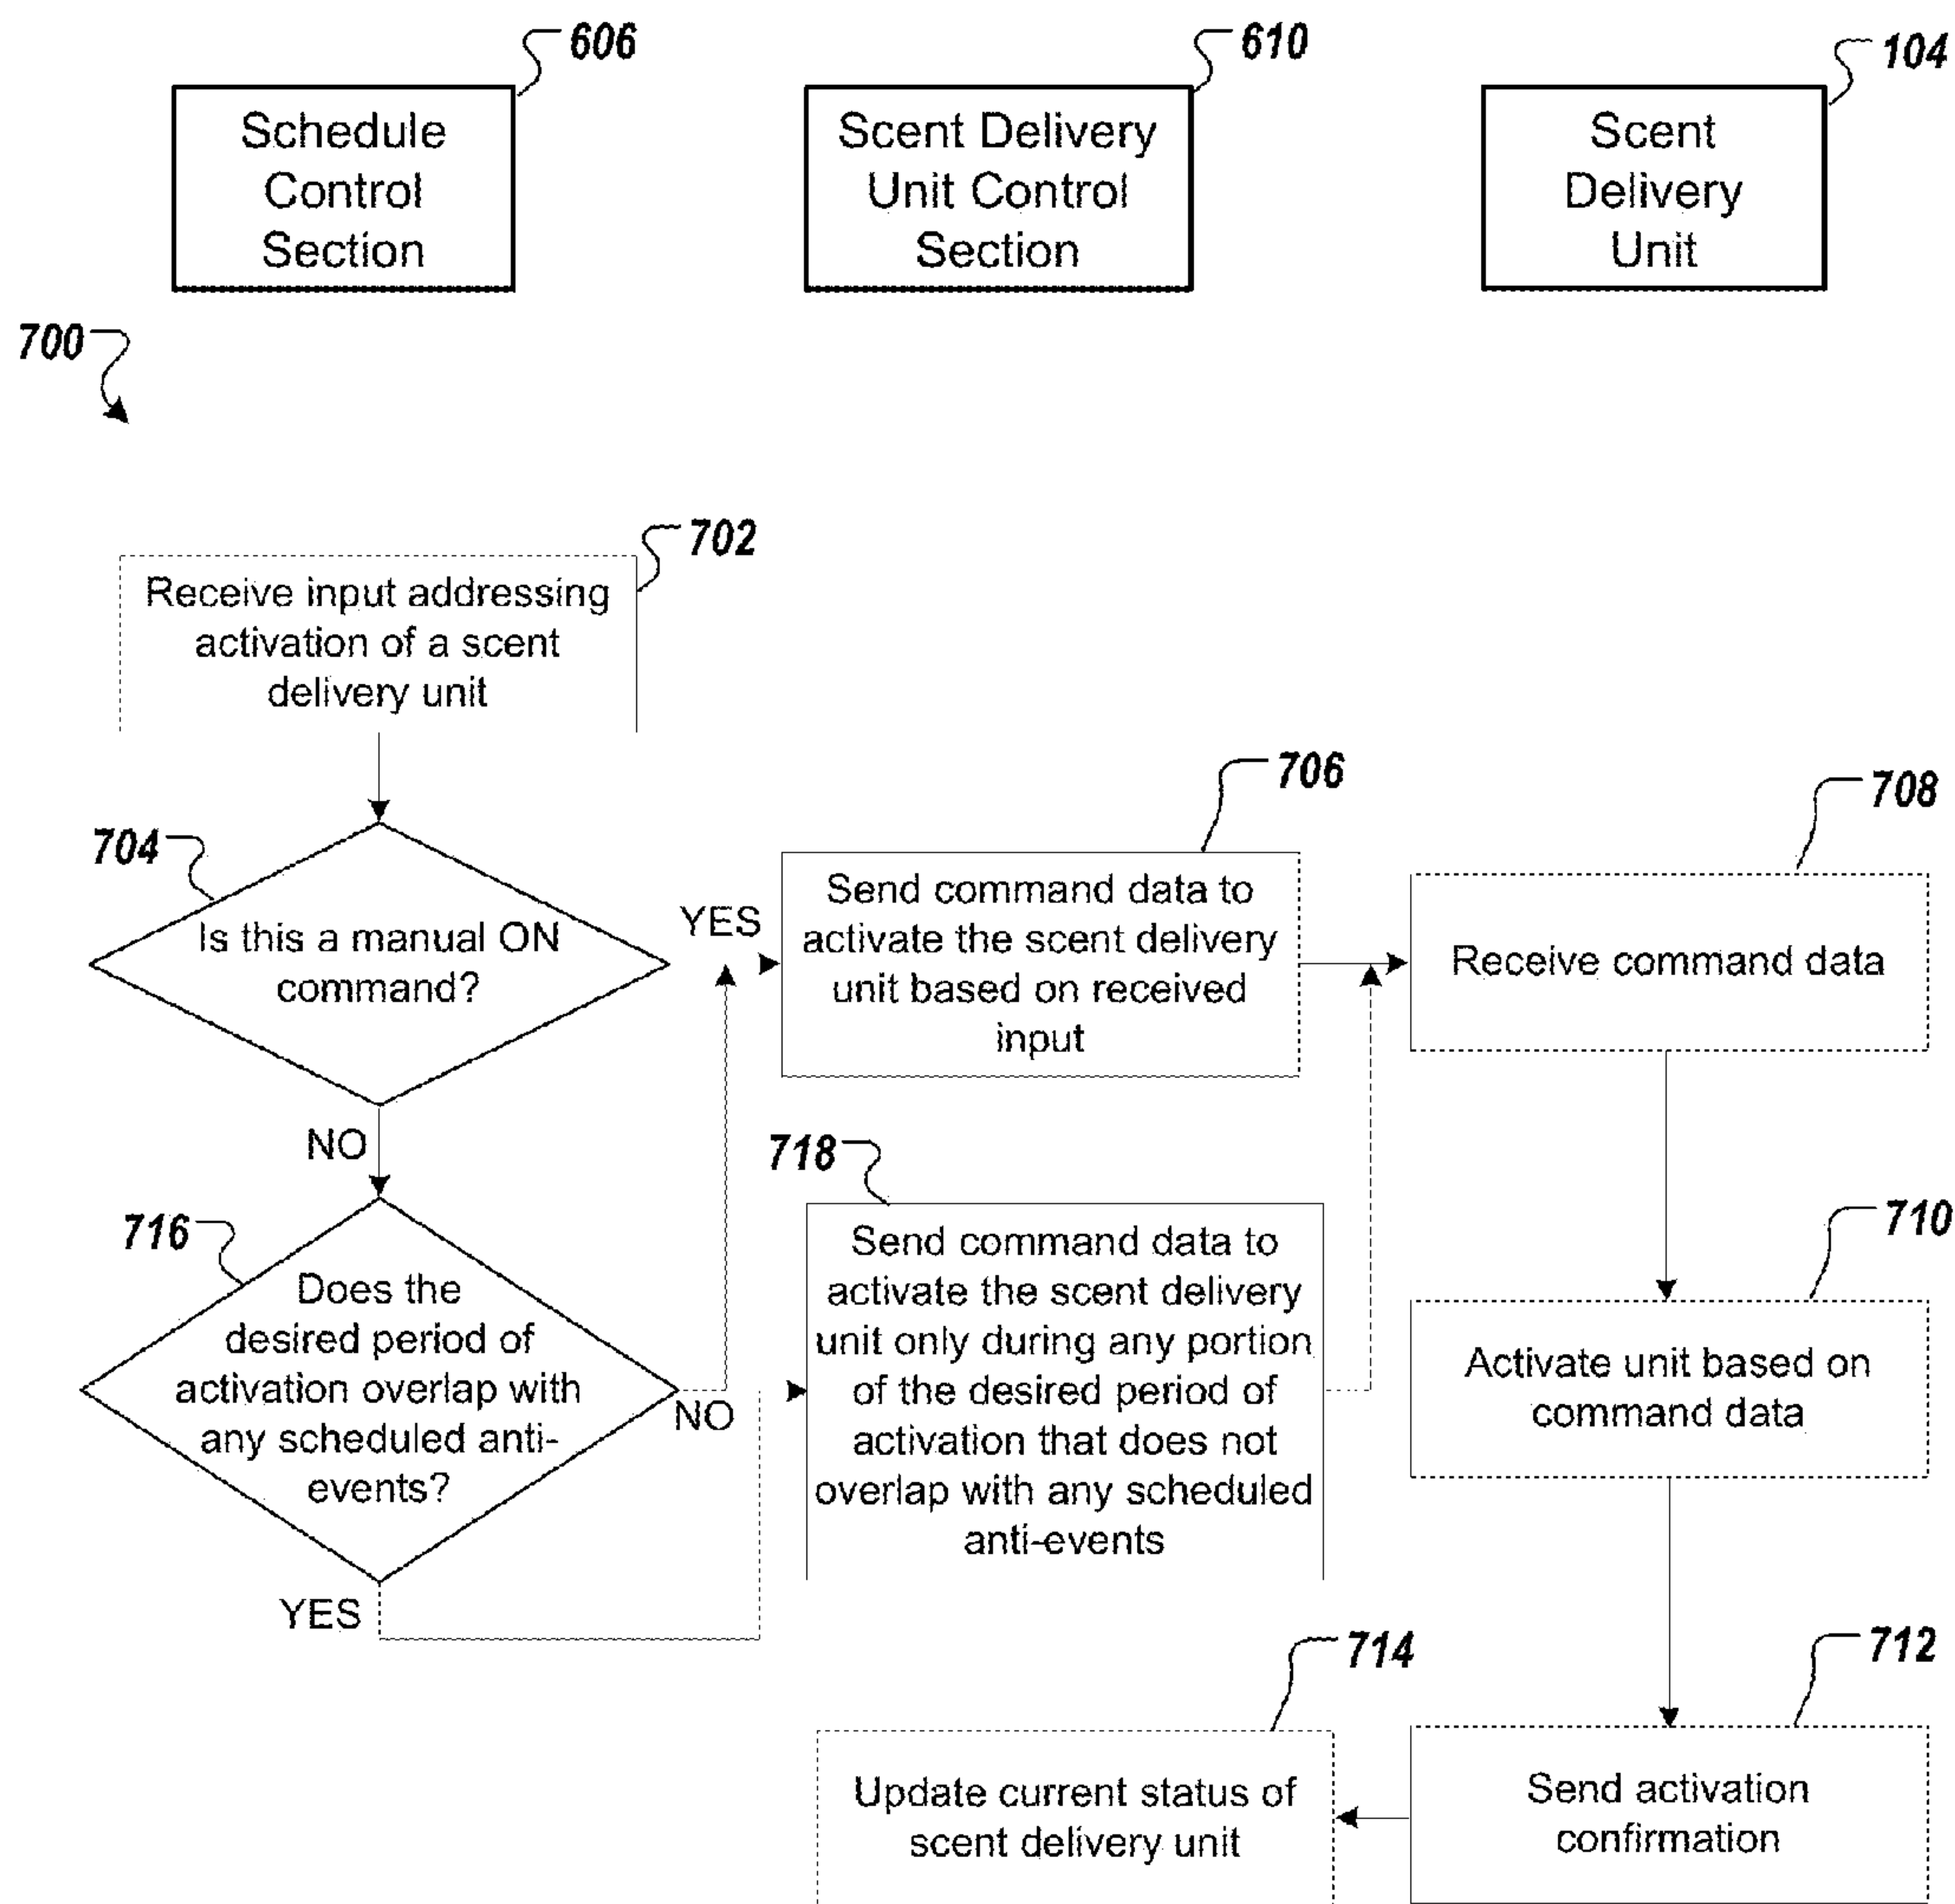 606
610
104
Schedule
Control
Section
Scent Delivery
Unit Control
Section
Scent
Delivery
Unit
700
702
Receive input addressing
activation of a scent
delivery unit
704
Is this a manual ON
command?
YES
NO
706
Send command data to
activate the scent delivery
unit based on received
input
708
Receive command data
716
Does the
desired period of
activation overlap with
any scheduled anti-
events?
NO
YES
718
Send command data to
activate the scent delivery
unit only during any portion
of the desired period of
activation that does not
overlap with any scheduled
anti-events
710
Activate unit based on
command data
712
Send activation
confirmation
714
Update current status of
scent delivery unit